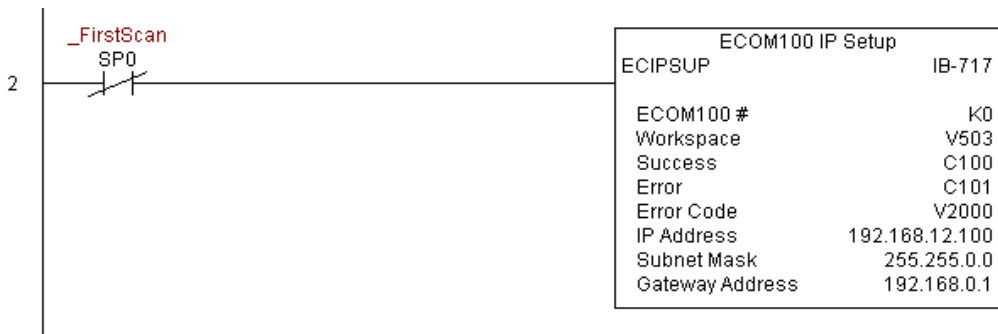 _FirstScan
SP0
2
ECOM100 IP Setup
ECIPSUP IB-717
ECOM100 # K0
Workspace V503
Success C100
Error C101
Error Code V2000
IP Address 192.168.12.100
Subnet Mask 255.255.0.0
Gateway Address 192.168.0.1